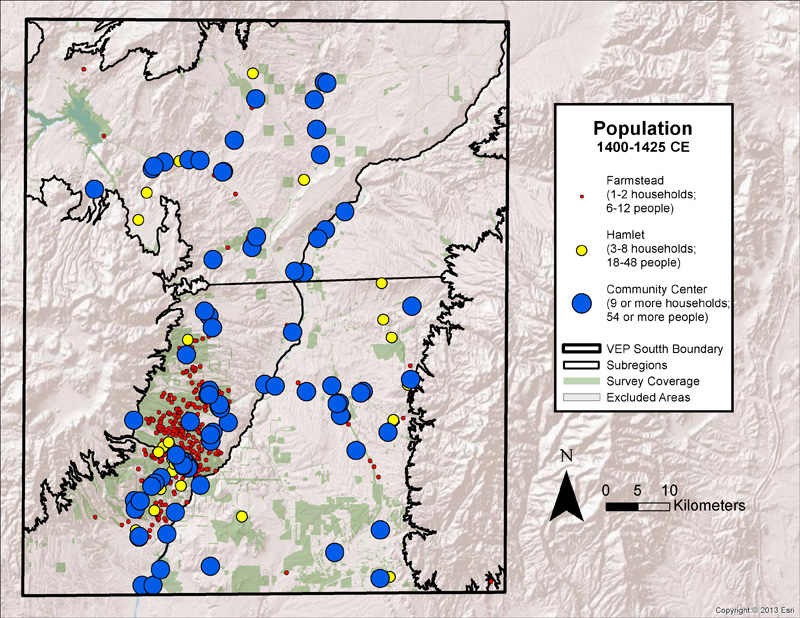 Population
1400-1425 CE
Farmstead
(1-2 households;
6-12 people)
Hamlet
(3-8 households;
18-48 people)
Community Center
(9 or more households;
54 or more people)
VEP Soutth Boundary
Subregions
Survey Coverage
Excluded Areas
N
0 5 10
Kilometers
Copyright:© 2013 Esri